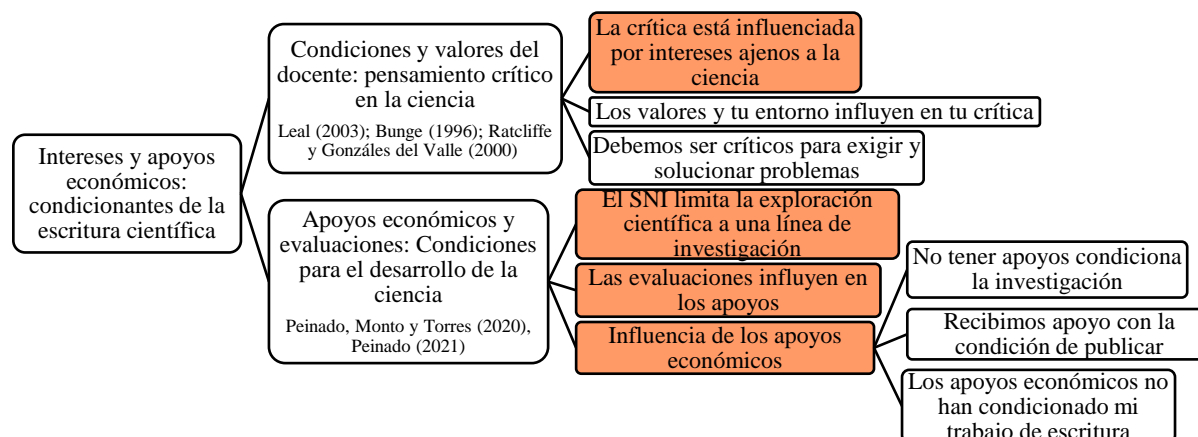 Intereses y apoyos
económicos:
condicionantes de la
escritura científica
Condiciones y valores del
docente: pensamiento crítico
en la ciencia
Leal (2003); Bunge (1996); Ratcliffe
y Gonzáles del Valle (2000)
La crítica está influenciada
por intereses ajenos a la
ciencia
Los valores y tu entorno influyen en tu crítica
Debemos ser críticos para exigir y
solucionar problemas
Apoyos económicos y
evaluaciones: Condiciones
para el desarrollo de la
ciencia
Peinado, Monto y Torres (2020),
Peinado (2021)
El SNI limita la exploración
científica a una línea de
investigación
Las evaluaciones influyen en
los apoyos
Influencia de los apoyos
económicos
No tener apoyos condiciona
la investigación
Recibimos apoyo con la
condición de publicar
Los apoyos económicos no
han condicionado mi
trabajo de escritura